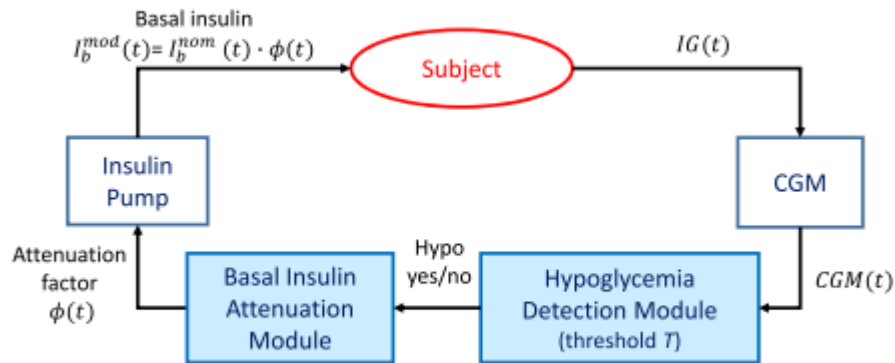 Basal insulin
I_b^{mod}(t)= I_b^{nom} (t) · ϕ(t)
Subject
IG(t)
Insulin
Pump
CGM
Attenuation
factor
ϕ(t)
Basal Insulin
Attenuation
Module
Hypo
yes/no
Hypoglycemia
Detection Module
(threshold T)
CGM(t)